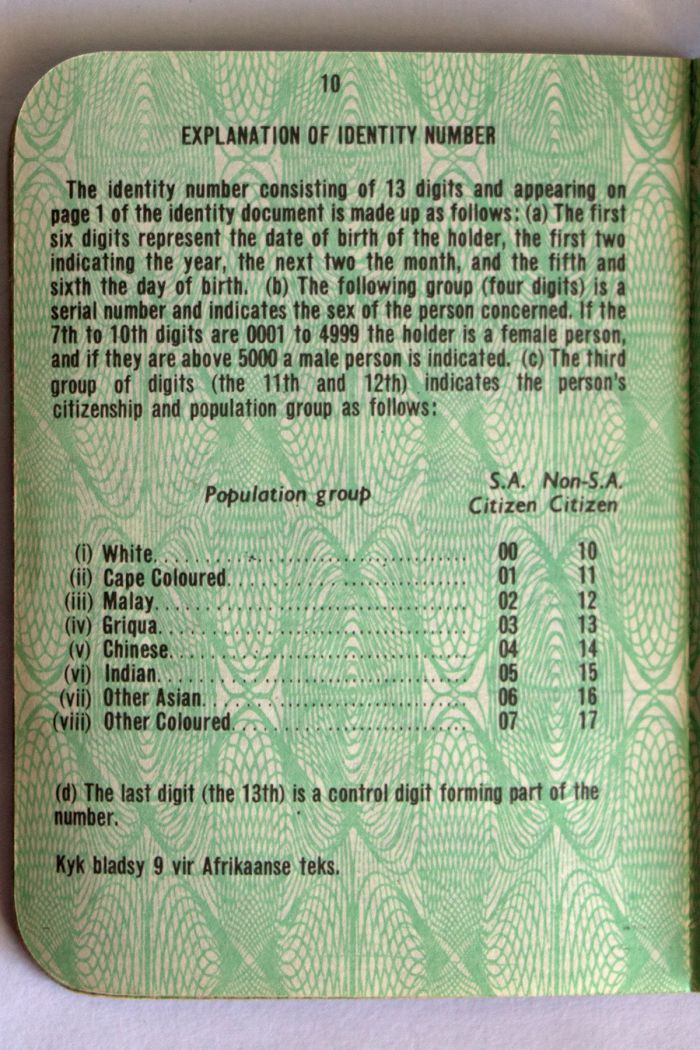 10
EXPLANATION OF IDENTITY NUMBER
The identity number consisting of 13 digits and appearing on
page 1 of the identity document is made up as follows: (a) The first
six digits represent the date of birth of the holder, the first two
indicating the year, the next two the month, and the fifth and
sixth the day of birth. (b) The following group (four digits) is a
serial number and indicates the sex of the person concerned. If the
7th to 10th digits are 0001 to 4999 the holder is a female person,
and if they are above 5000 a male person is indicated. (c) The third
group of digits (the 11th and 12th) indicates the person's
citizenship and population group as follows:
Population group S.A. Citizen Non-S.A. Citizen
(i) White 00 10
(ii) Cape Coloured 01 11
(iii) Malay 02 12
(iv) Griqua 03 13
(v) Chinese 04 14
(vi) Indian 05 15
(vii) Other Asian 06 16
(viii) Other Coloured 07 17
(d) The last digit (the 13th) is a control digit forming part of the
number.
Kyk bladsy 9 vir Afrikaanse teks.